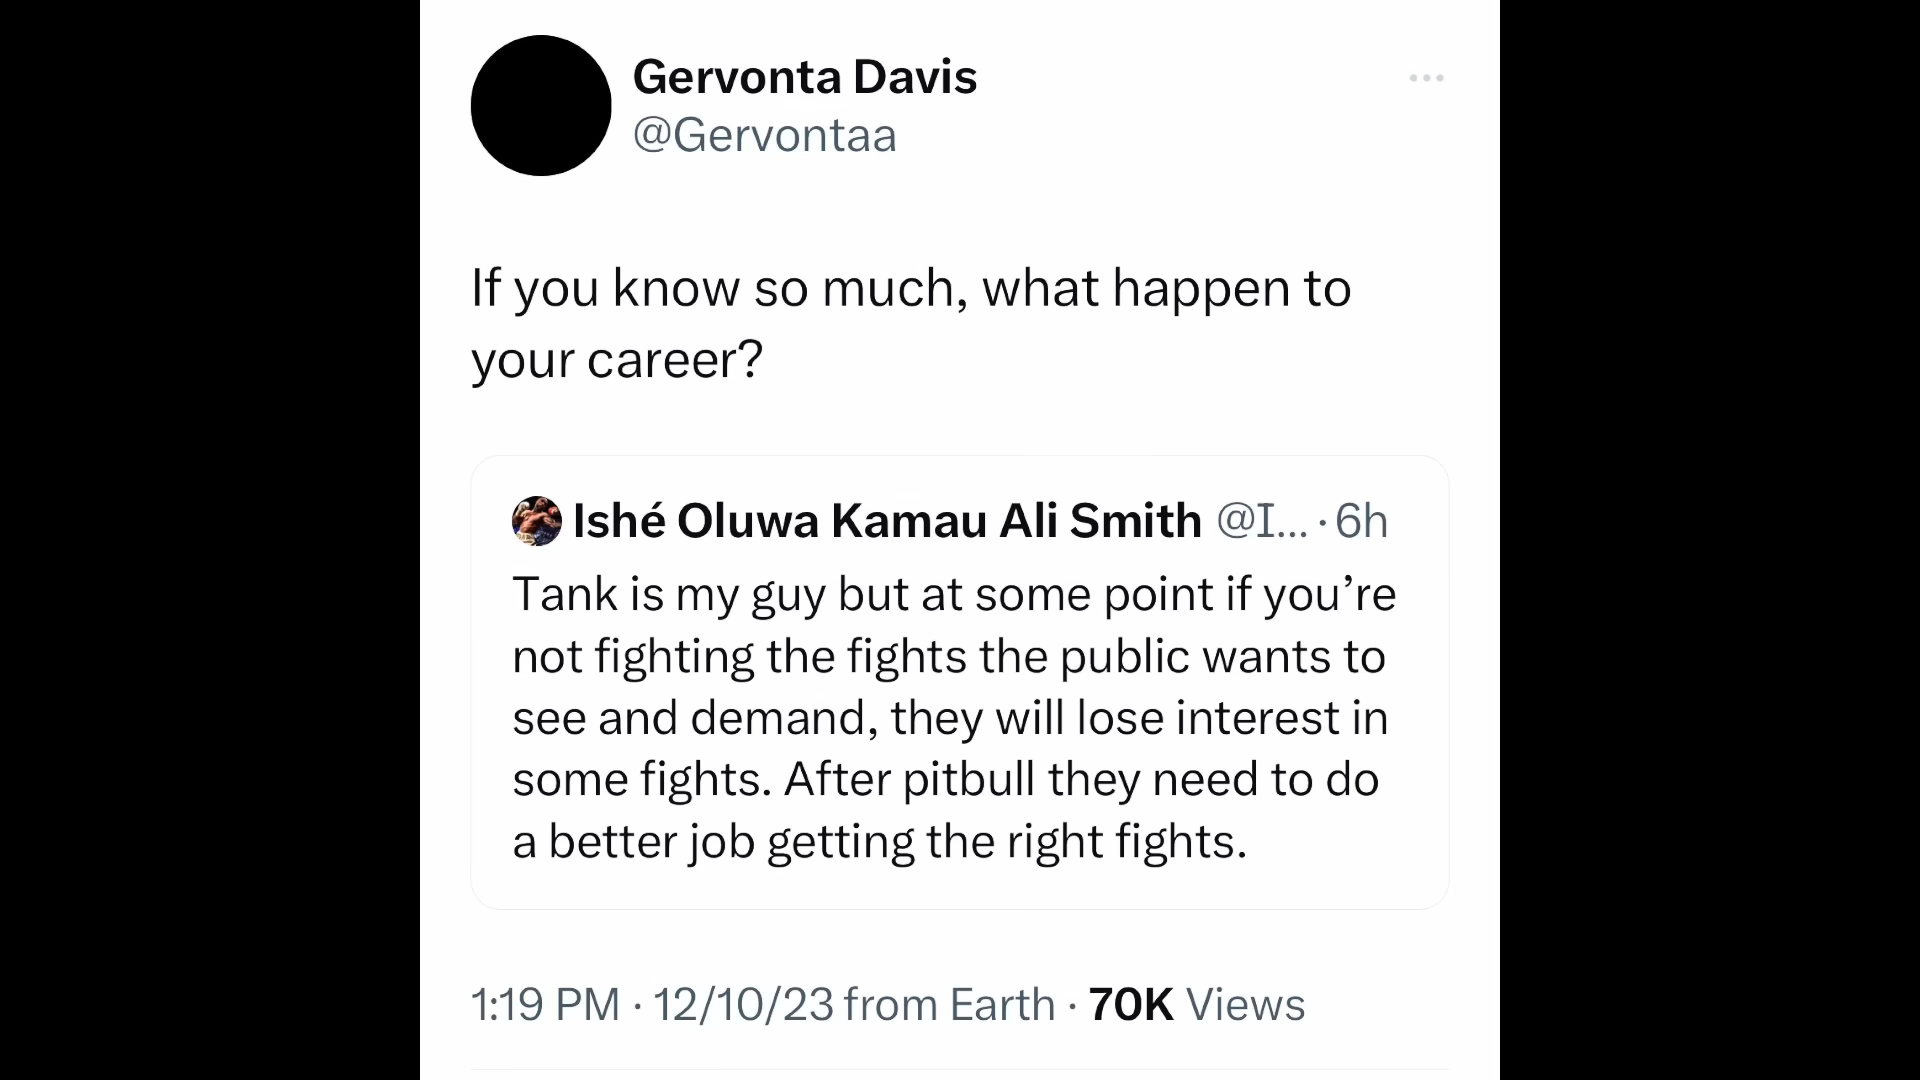 Gervonta Davis
@Gervontaa
If you know so much, what happen to
your career?
Ishé Oluwa Kamau Ali Smith @I... · 6h
Tank is my guy but at some point if you’re
not fighting the fights the public wants to
see and demand, they will lose interest in
some fights. After pitbull they need to do
a better job getting the right fights.
1:19 PM · 12/10/23 from Earth · 70K Views